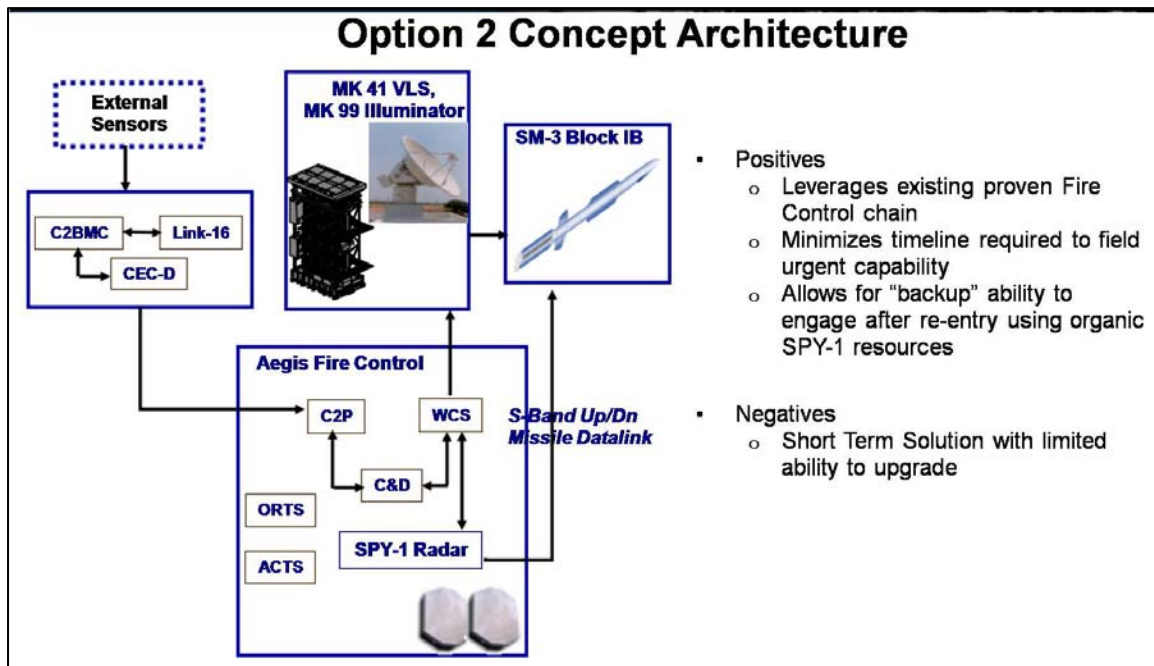 Option 2 Concept Architecture
External
Sensors
C2BMC
Link-16
CEC-D
MK 41 VLS,
MK 99 Illuminator
SM-3 Block IB
Aegis Fire Control
C2P
WCS
C&D
ORTS
ACTS
SPY-1 Radar
S-Band Up/Dn
Missile Datalink
▪ Positives
o Leverages existing proven Fire
Control chain
o Minimizes timeline required to field
urgent capability
o Allows for “backup” ability to
engage after re-entry using organic
SPY-1 resources
▪ Negatives
o Short Term Solution with limited
ability to upgrade